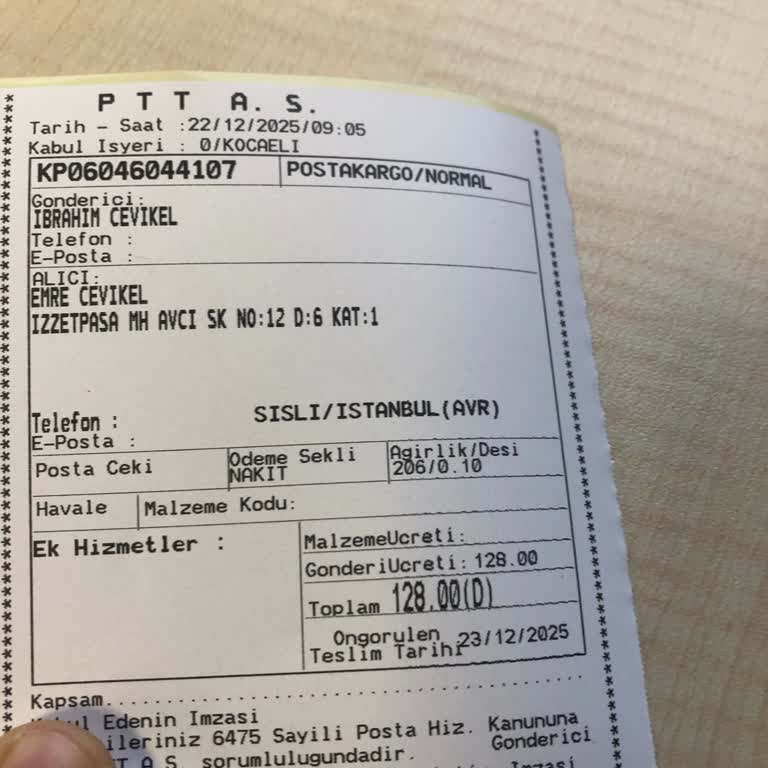 P T T A. S.
Tarih - Saat :22/12/2025/09:05
Kabul Isyeri : 0/KOCAELI
KP06046044107 POSTAKARGO/NORMAL
Gonderici:
IBRAHIM CEVIKEL
Telefon :
E-Posta :
ALICI:
EMRE CEVIKEL
IZZETPASA MH AVCI SK NO:12 D:6 KAT:1
SISLI/ISTANBUL(AVR)
Telefon :
E-Posta :
Posta Ceki
Odeme Sekli
NAKIT
Agirlik/Desi
206/0.10
Havale
Malzeme Kodu:
Ek Hizmetler :
MalzemeUcreti:
GonderiUcreti: 128.00
Toplam 128.00(D)
Ongorulen
Teslim Tarihi 23/12/2025
Kapsam......................................
Edenin Imzasi
ileriniz 6475 Sayili Posta Hiz. Kanununa
A.S. sorumlulugundadir. Gonderici
Imzasi